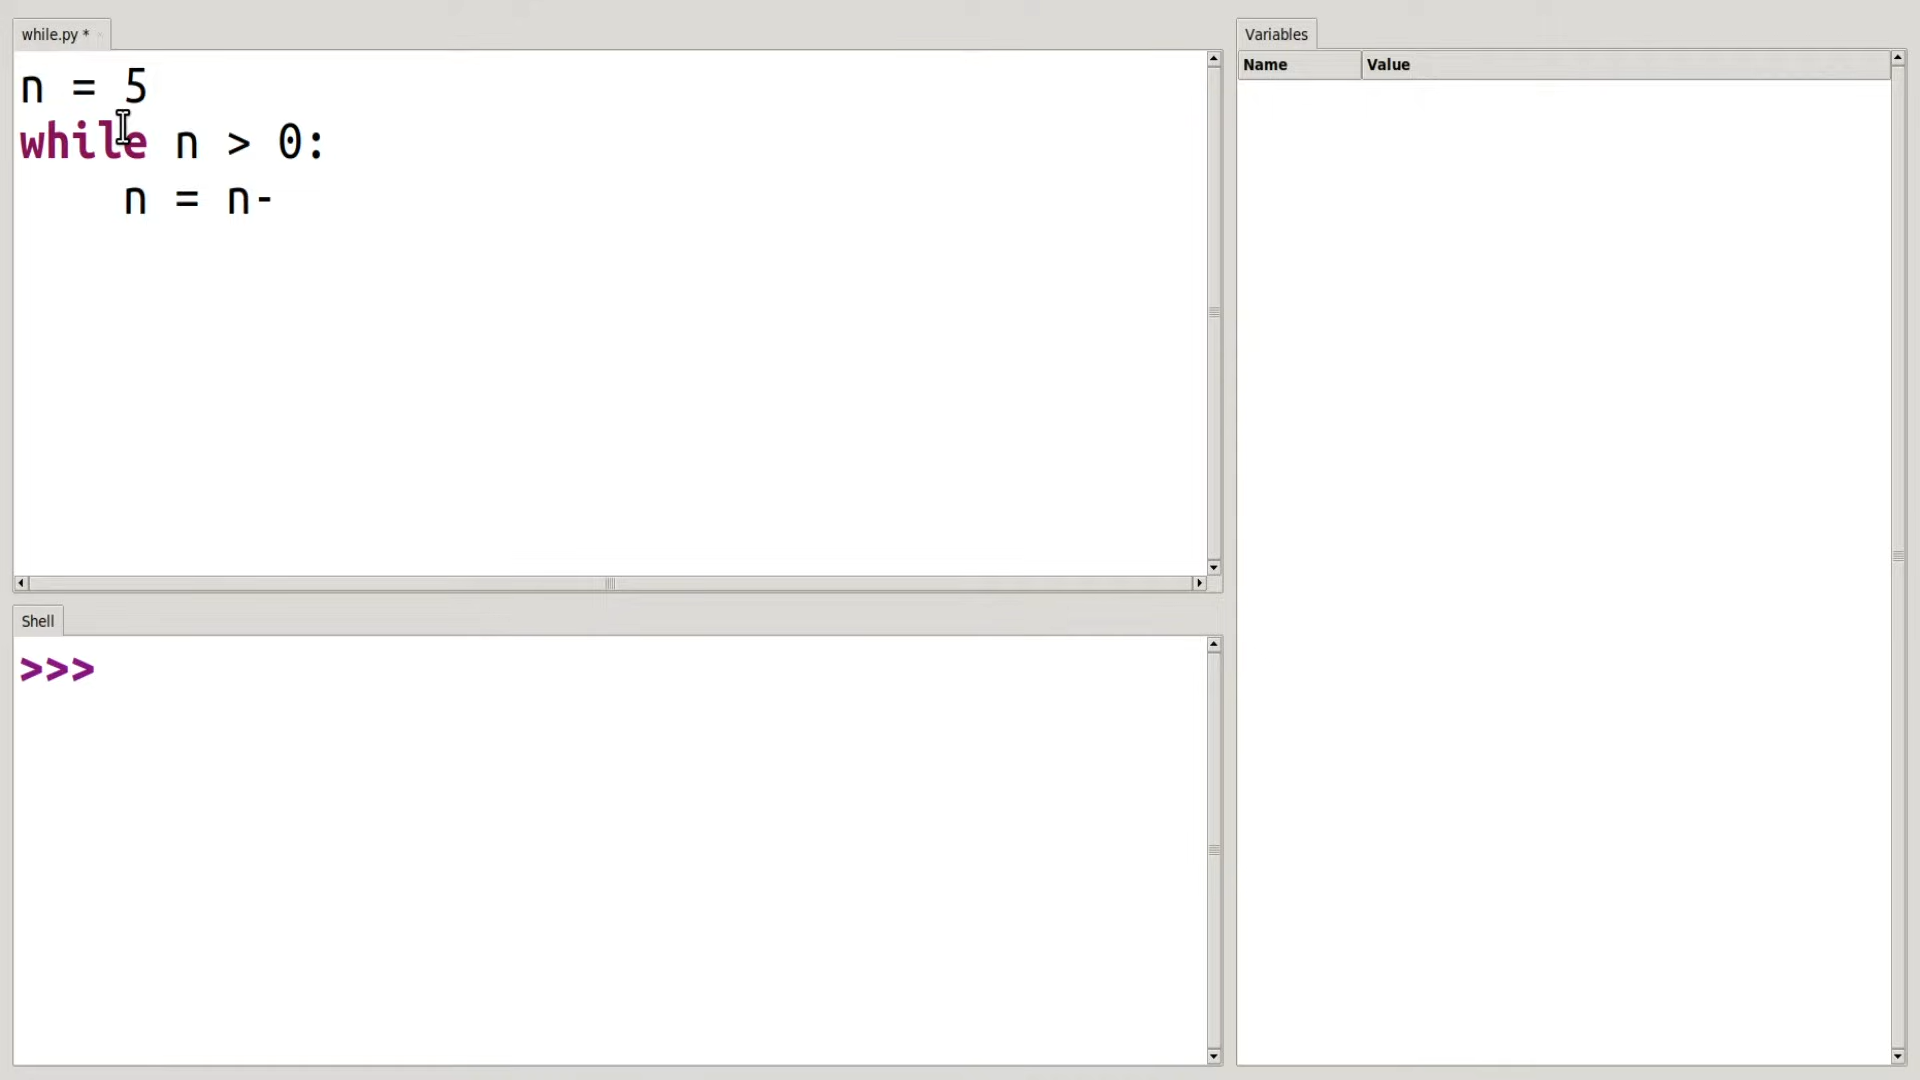 while.py *
n = 5
while n > 0:
    n = n-
Shell
>>>
Variables
Name Value